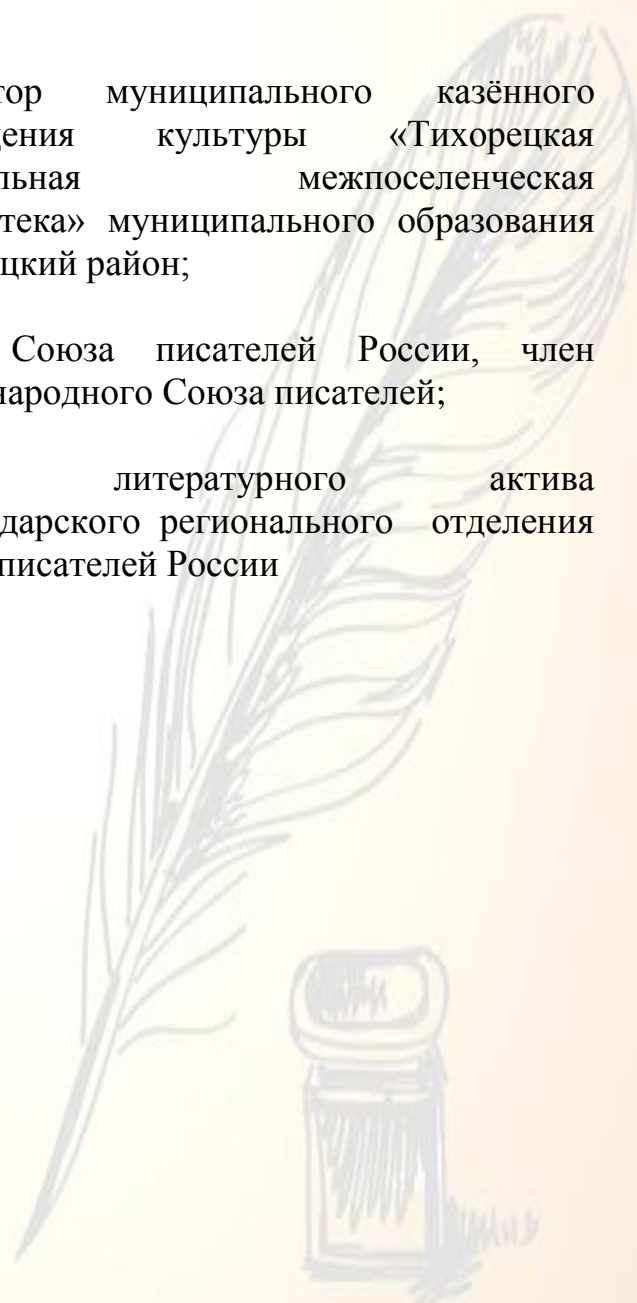 тор муниципального казённого
дения культуры «Тихорецкая
льная межпоселенческая
тека» муниципального образования
цкий район;
Союза писателей России, член
народного Союза писателей;
литературного актива
дарского регионального отделения
писателей России